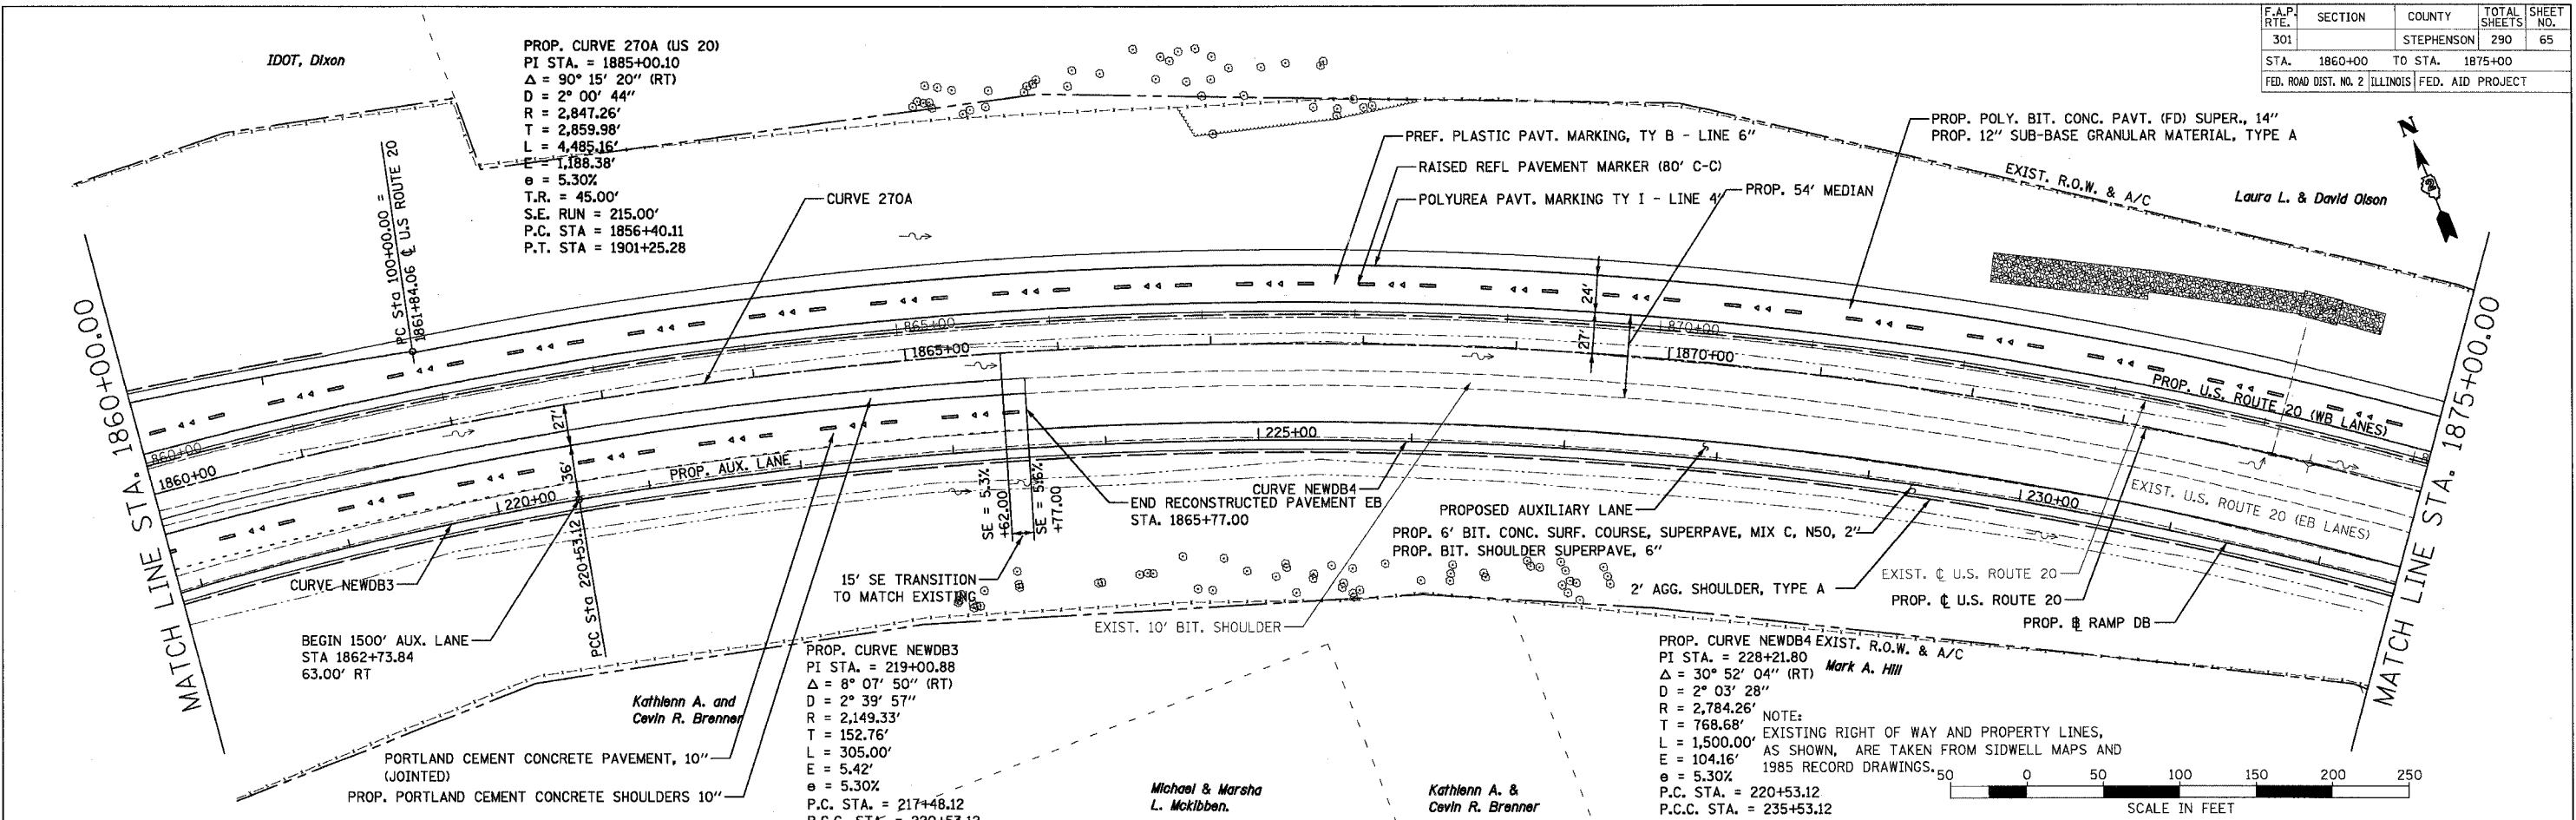 F.A.P. RTE. SECTION COUNTY TOTAL SHEETS SHEET NO.
301 STEPHENSON 290 65
STA. 1860+00 TO STA. 1875+00
FED. ROAD DIST. NO. 2 ILLINOIS FED. AID PROJECT
IDOT, Dixon
PROP. CURVE 270A (US 20)
PI STA. = 1885+00.10
Δ = 90° 15' 20" (RT)
D = 2° 00' 44"
R = 2,847.26'
T = 2,859.98'
L = 4,485.16'
E = 1,188.38'
e = 5.30%
T.R. = 45.00'
S.E. RUN = 215.00'
P.C. STA = 1856+40.11
P.T. STA = 1901+25.28
PC Sta 100+00.00 =
1861+84.06 ℄ U.S ROUTE 20
CURVE 270A
PREF. PLASTIC PAVT. MARKING, TY B - LINE 6"
RAISED REFL PAVEMENT MARKER (80' C-C)
POLYUREA PAVT. MARKING TY I - LINE 4"
PROP. 54' MEDIAN
PROP. POLY. BIT. CONC. PAVT. (FD) SUPER., 14"
PROP. 12" SUB-BASE GRANULAR MATERIAL, TYPE A
EXIST. R.O.W. & A/C
Laura L. & David Olson
N
2
MATCH LINE STA. 1860+00.00
MATCH LINE STA. 1875+00.00
860+00
1860+00
865+00
1865+00
870+00
1870+00
24'
27'
27'
36'
PROP. U.S. ROUTE 20 (WB LANES)
EXIST. U.S. ROUTE 20 (EB LANES)
PROP. AUX. LANE
220+00
225+00
230+00
CURVE NEWDB3
PCC Sta 220+53.12
BEGIN 1500' AUX. LANE
STA 1862+73.84
63.00' RT
SE = 5.3%
+62.00
SE = 5.16%
+77.00
END RECONSTRUCTED PAVEMENT EB
STA. 1865+77.00
CURVE NEWDB4
15' SE TRANSITION
TO MATCH EXISTING
EXIST. 10' BIT. SHOULDER
PROPOSED AUXILIARY LANE
PROP. 6' BIT. CONC. SURF. COURSE, SUPERPAVE, MIX C, N50, 2"
PROP. BIT. SHOULDER SUPERPAVE, 6"
2' AGG. SHOULDER, TYPE A
EXIST. ℄ U.S. ROUTE 20
PROP. ℄ U.S. ROUTE 20
PROP. B RAMP DB
Kathlenn A. and
Cevin R. Brenner
PORTLAND CEMENT CONCRETE PAVEMENT, 10"
(JOINTED)
PROP. PORTLAND CEMENT CONCRETE SHOULDERS 10"
PROP. CURVE NEWDB3
PI STA. = 219+00.88
Δ = 8° 07' 50" (RT)
D = 2° 39' 57"
R = 2,149.33'
T = 152.76'
L = 305.00'
E = 5.42'
e = 5.30%
P.C. STA. = 217+48.12
P.C.C. STA. = 220+53.12
Michael & Marsha
L. Mckibben.
Kathlenn A. &
Cevin R. Brenner
PROP. CURVE NEWDB4
PI STA. = 228+21.80
Δ = 30° 52' 04" (RT)
D = 2° 03' 28"
R = 2,784.26'
T = 768.68'
L = 1,500.00'
E = 104.16'
e = 5.30%
P.C. STA. = 220+53.12
P.C.C. STA. = 235+53.12
EXIST. R.O.W. & A/C
Mark A. Hill
NOTE:
EXISTING RIGHT OF WAY AND PROPERTY LINES,
AS SHOWN, ARE TAKEN FROM SIDWELL MAPS AND
1985 RECORD DRAWINGS.
50 0 50 100 150 200 250
SCALE IN FEET